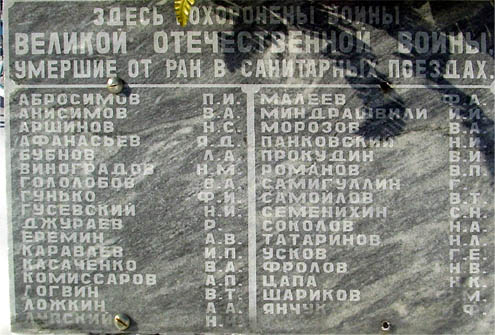 ЗДЕСЬ ПОХОРОНЕНЫ ВОИНЫ
ВЕЛИКОЙ ОТЕЧЕСТВЕННОЙ ВОЙНЫ
УМЕРШИЕ ОТ РАН В САНИТАРНЫХ ПОЕЗДАХ.
АБРОСИМОВ П.И.
АНИСИМОВ В.А.
АРШИНОВ Н.С.
АФАНАСЬЕВ Я.Д.
БУБНОВ Л.А.
ВИНОГРАДОВ Н.М.
ГОЛОЛОБОВ В.А.
ГУНЬКО Ф.И.
ГУСЕВСКИЙ Н.И.
ДЖУРАЕВ Р.
ЕРЕМИН А.В.
КАРАВАЕВ И.П.
КАСАЧЕНКО В.А.
КОМИССАРОВ А.П.
ЛОГВИН В.Т.
ЛОЖКИН А.А.
Н.
МАЛЕЕВ Ф.А.
МИНДРАШВИЛИ
МОРОЗОВ В.А.
ПАНКОВСКИЙ Н.И.
ПРОКУДИН В.И.
РОМАНОВ В.П.
САМИГУЛЛИН Г.
САМОЙЛОВ В.Т.
СЕМЕНИХИН С.Н.
СОКОЛОВ Н.А.
ТАТАРИНОВ Н.Л.
УСКОВ Г.Е.
ФРОЛОВ Н.В.
ЦАПА Н.К.
ШАРИКОВ М.
ЯНЧУК